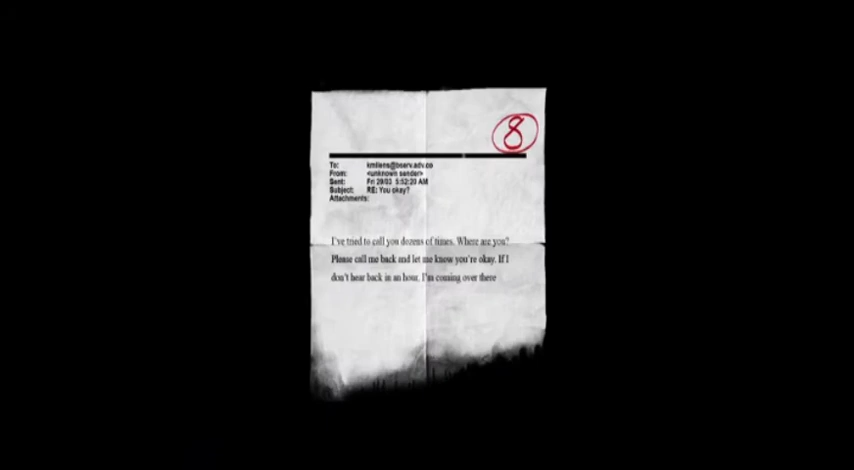 8
To: kmilens@bserv.adv.co
From: <unknown sender>
Sent: Fri 29/03 5:52:20 AM
Subject: RE: You okay?
Attachments:
I've tried to call you dozens of times. Where are you?
Please call me back and let me know you're okay. If I
don't hear back in an hour, I'm coming over there